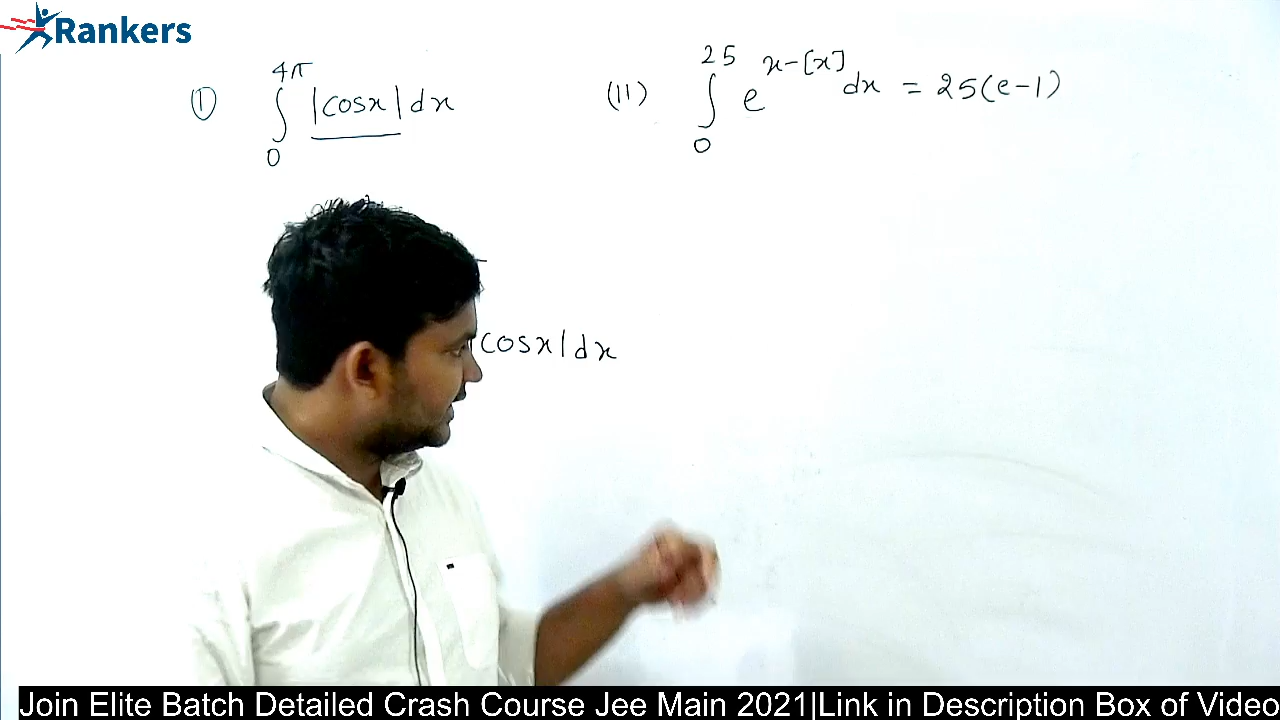 Rankers
① ∫₀^{4π} |cosx| dx
(II) ∫₀^{25} e^{x-[x]} dx = 25(e-1)
cosx| dx
Join Elite Batch Detailed Crash Course Jee Main 2021|Link in Description Box of Video